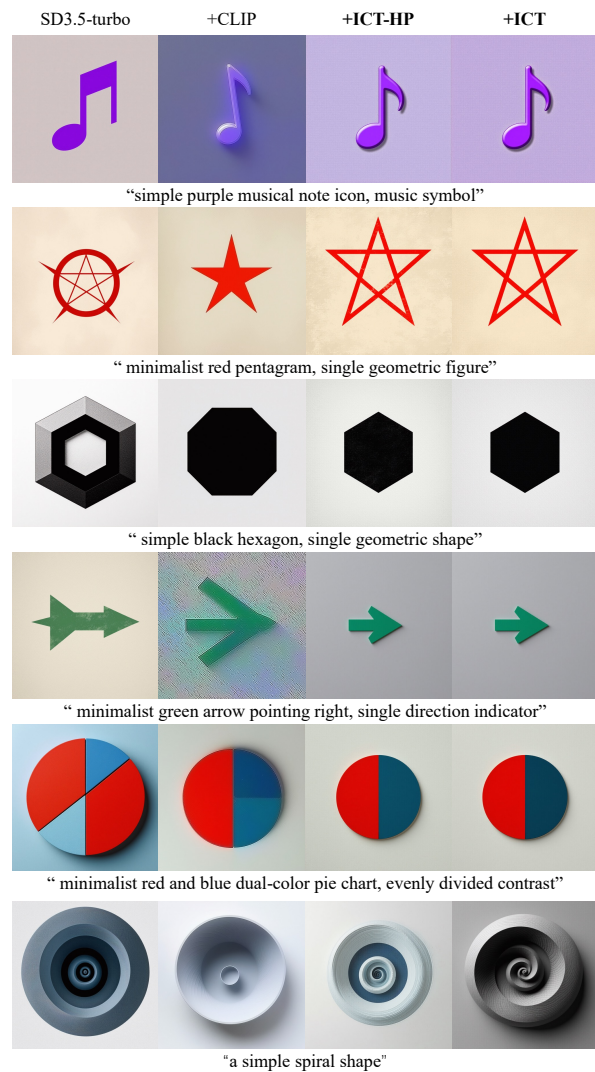 SD3.5-turbo +CLIP +ICT-HP +ICT
“simple purple musical note icon, music symbol”
“ minimalist red pentagram, single geometric figure”
“ simple black hexagon, single geometric shape”
“ minimalist green arrow pointing right, single direction indicator”
“ minimalist red and blue dual-color pie chart, evenly divided contrast”
“a simple spiral shape”